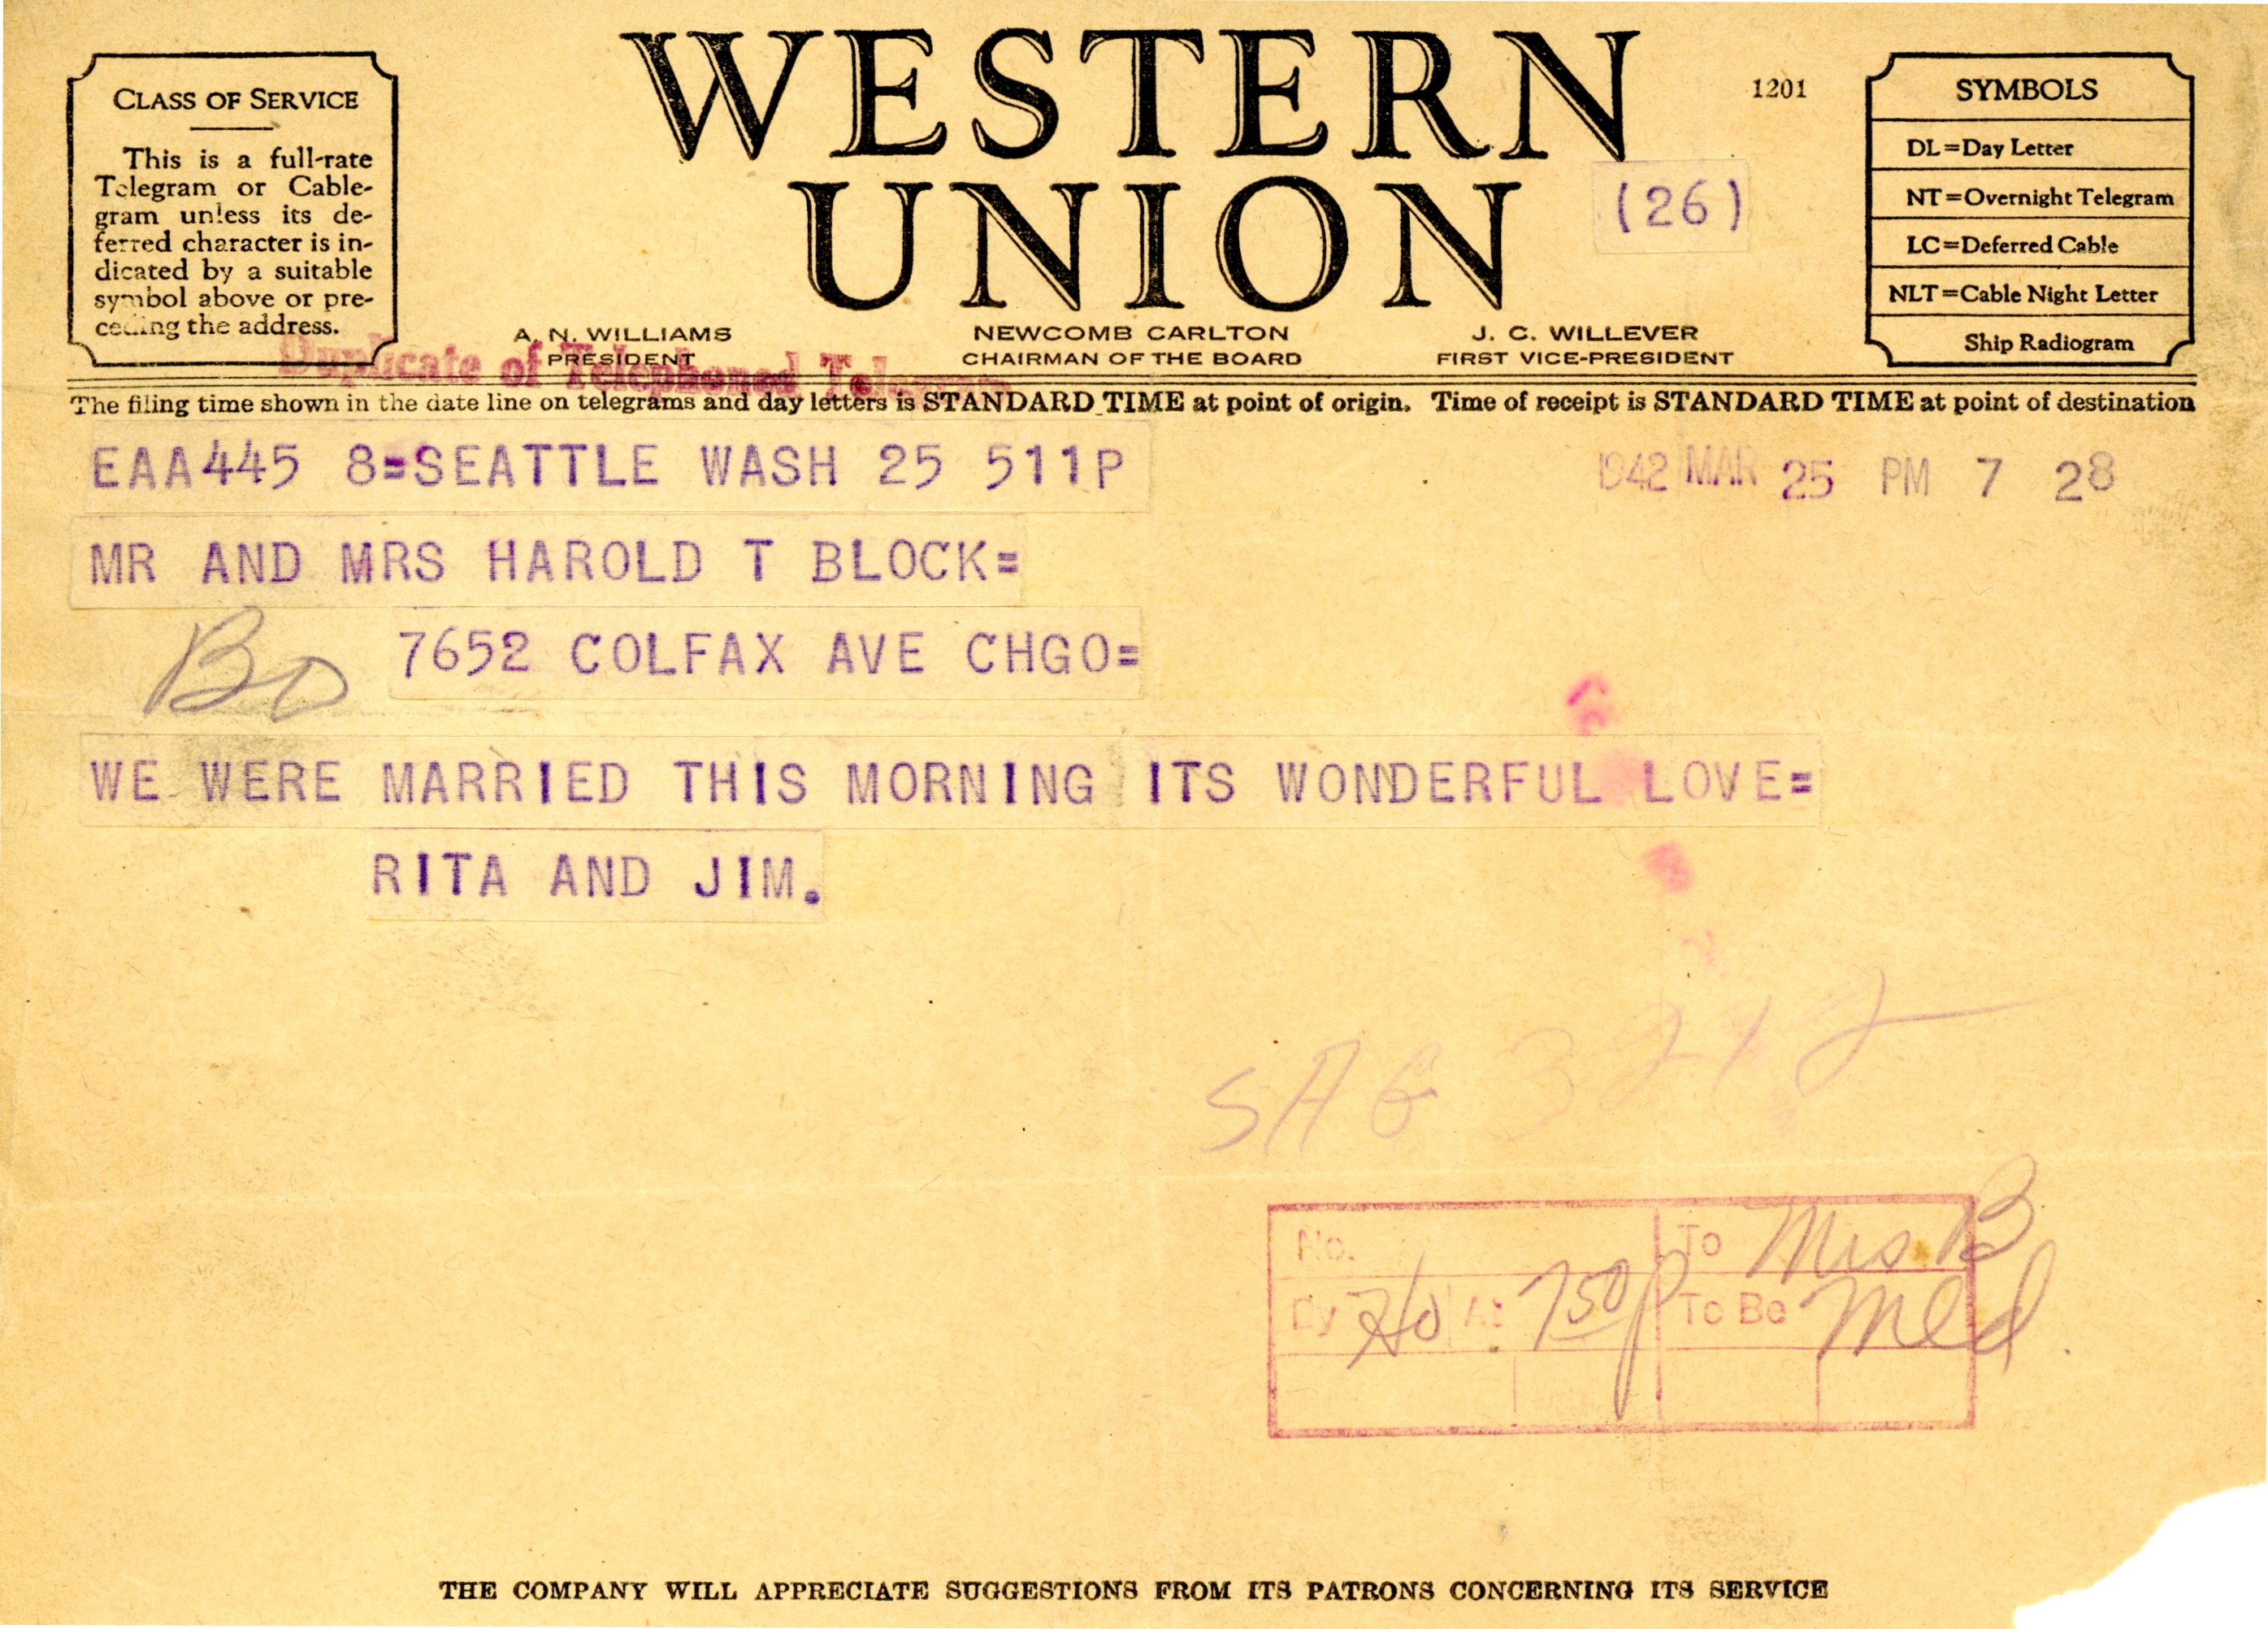 CLASS OF SERVICE
This is a full-rate
Telegram or Cable-
gram unless its de-
ferred character is in-
dicated by a suitable
symbol above or pre-
ceding the address.
WESTERN
UNION
1201
(26)
SYMBOLS
DL=Day Letter
NT=Overnight Telegram
LC=Deferred Cable
NLT=Cable Night Letter
Ship Radiogram
A. N. WILLIAMS
PRESIDENT
NEWCOMB CARLTON
CHAIRMAN OF THE BOARD
J. C. WILLEVER
FIRST VICE-PRESIDENT
Duplicate of Telephoned Telegram
The filing time shown in the date line on telegrams and day letters is STANDARD TIME at point of origin. Time of receipt is STANDARD TIME at point of destination
EAA445 8=SEATTLE WASH 25 511P
1942 MAR 25 PM 7 28
MR AND MRS HAROLD T BLOCK=
7652 COLFAX AVE CHGO=
WE WERE MARRIED THIS MORNING ITS WONDERFUL LOVE=
RITA AND JIM.
No.
To Mrs B
By At 750P To Be Mld
THE COMPANY WILL APPRECIATE SUGGESTIONS FROM ITS PATRONS CONCERNING ITS SERVICE